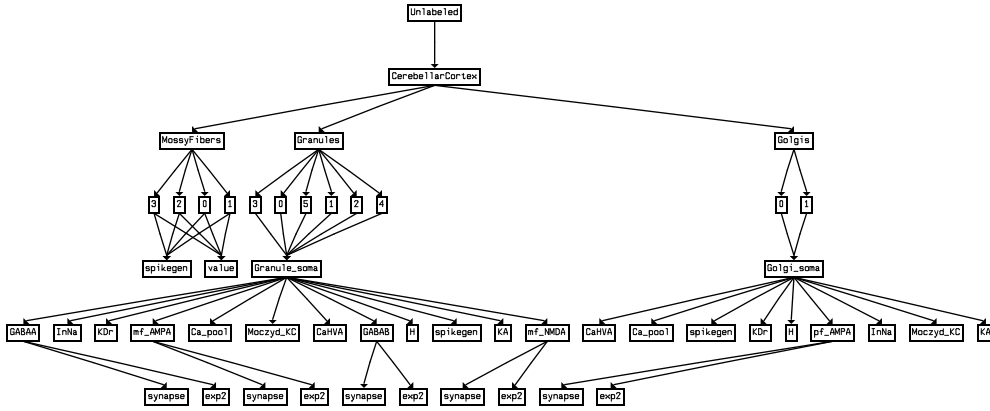 Unlabeled
CerebellarCortex
MossyFibers Granules Golgis
3 2 0 1 3 0 5 1 2 4 0 1
spikegen value Granule_soma Golgi_soma
GABAA InNa KDr mf_AMPA Ca_pool Moczyd_KC CaHVA GABAB H spikegen KA mf_NMDA CaHVA Ca_pool spikegen KDr H pf_AMPA InNa Moczyd_KC KA
synapse exp2 synapse exp2 synapse exp2 synapse exp2 synapse exp2